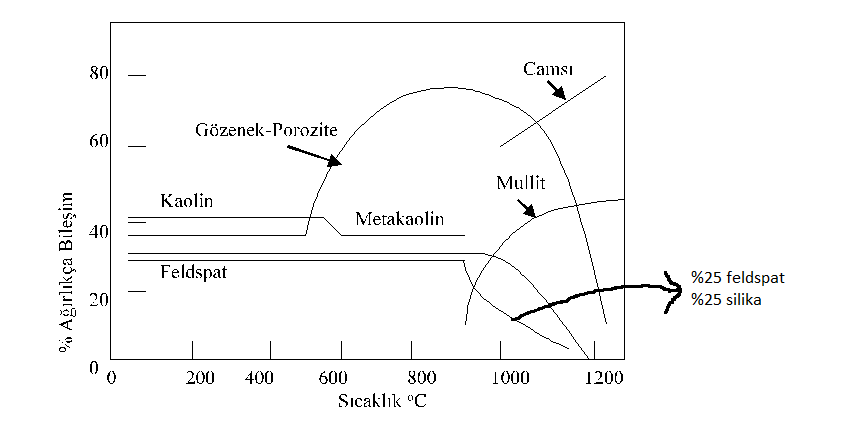 80
Camsı
Gözenek-Porozite
60
Mullit
Kaolin
Metakaolin
40
Feldspat
%25 feldspat
%25 silika
20
% Ağırlıkça Bileşim
0
0 200 400 600 800 1000 1200
Sıcaklık ºC